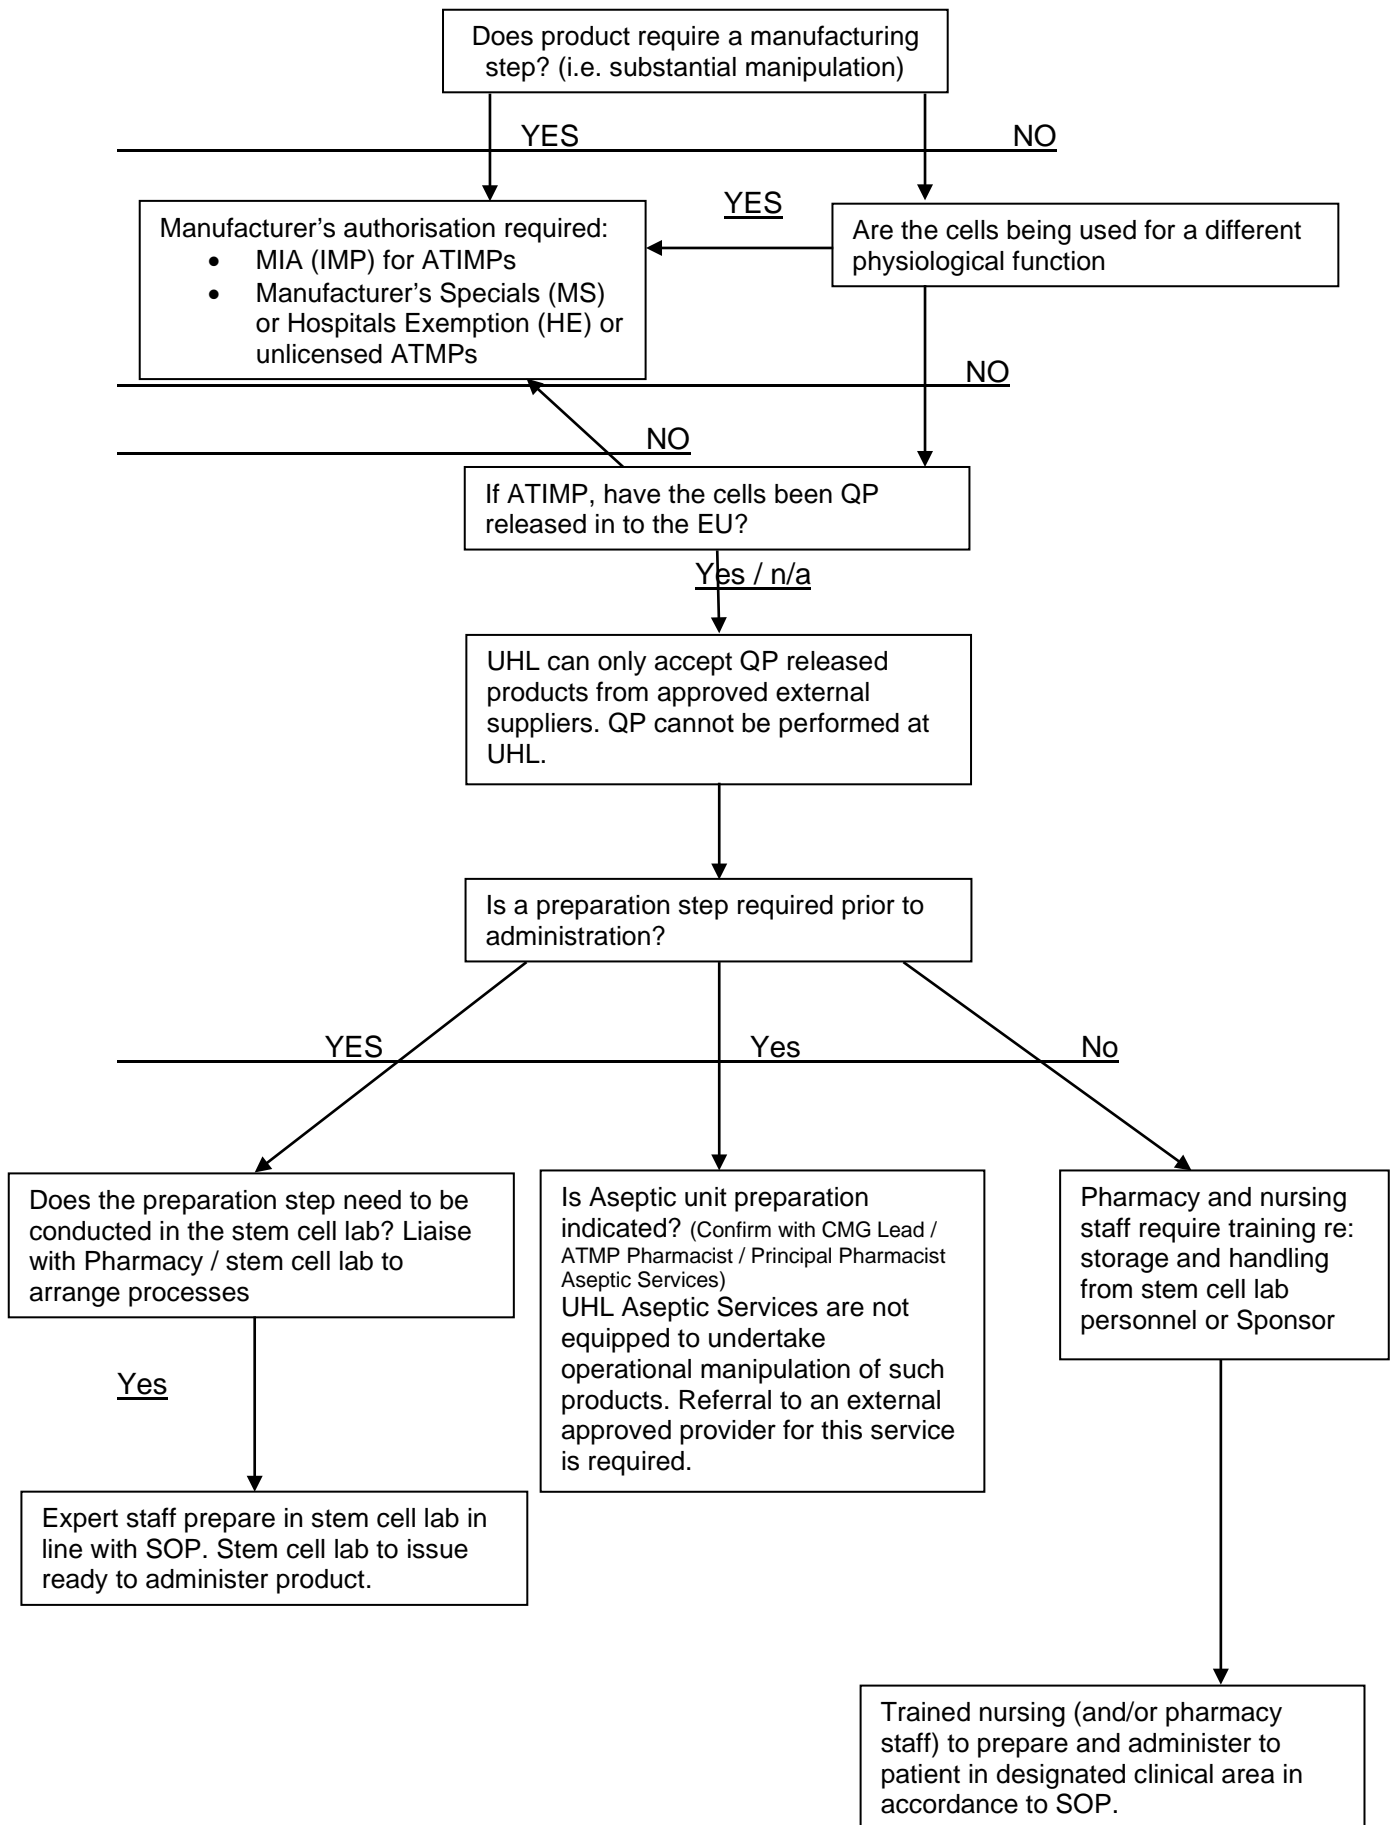 Does product require a manufacturing
step? (i.e. substantial manipulation)
YES
NO
Manufacturer's authorisation required:
• MIA (IMP) for ATIMPs
• Manufacturer's Specials (MS)
or Hospitals Exemption (HE) or
unlicensed ATMPs
YES
Are the cells being used for a different
physiological function
NO
NO
If ATIMP, have the cells been QP
released in to the EU?
Yes / n/a
UHL can only accept QP released
products from approved external
suppliers. QP cannot be performed at
UHL.
Is a preparation step required prior to
administration?
YES
Yes
No
Does the preparation step need to be
conducted in the stem cell lab? Liaise
with Pharmacy / stem cell lab to
arrange processes
Is Aseptic unit preparation
indicated? (Confirm with CMG Lead /
ATMP Pharmacist / Principal Pharmacist
Aseptic Services)
UHL Aseptic Services are not
equipped to undertake
operational manipulation of such
products. Referral to an external
approved provider for this service
is required.
Pharmacy and nursing
staff require training re:
storage and handling
from stem cell lab
personnel or Sponsor
Yes
Expert staff prepare in stem cell lab in
line with SOP. Stem cell lab to issue
ready to administer product.
Trained nursing (and/or pharmacy
staff) to prepare and administer to
patient in designated clinical area in
accordance to SOP.